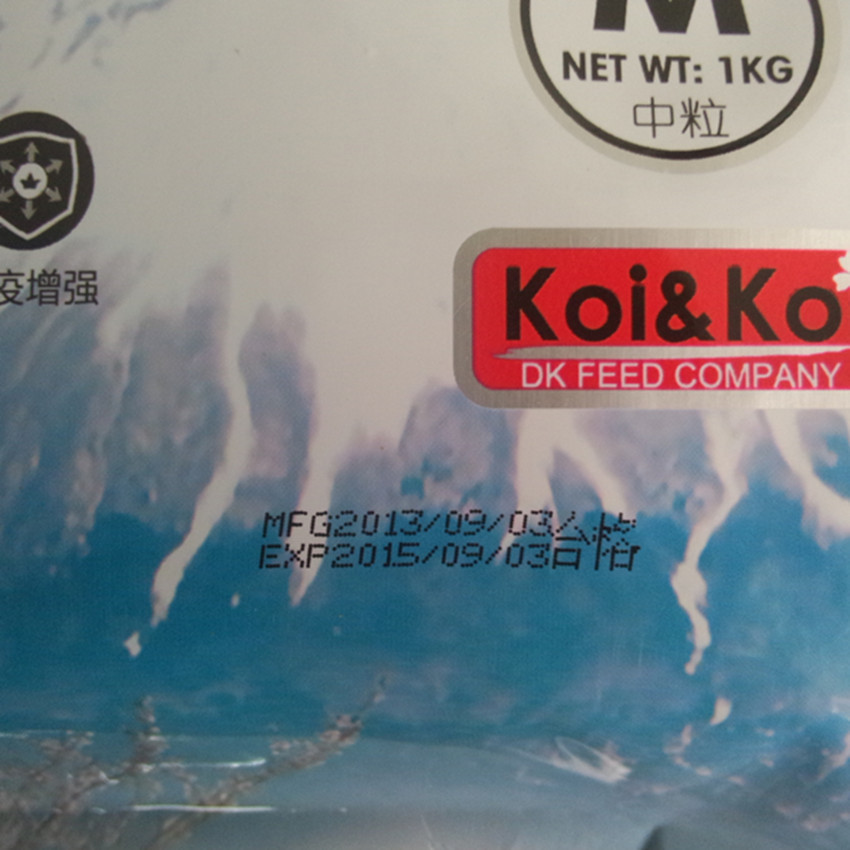 M
NET WT: 1KG
中粒
疫增强
Koi&Ko
DK FEED COMPANY
MFG2013/09/03合格
EXP2015/09/03